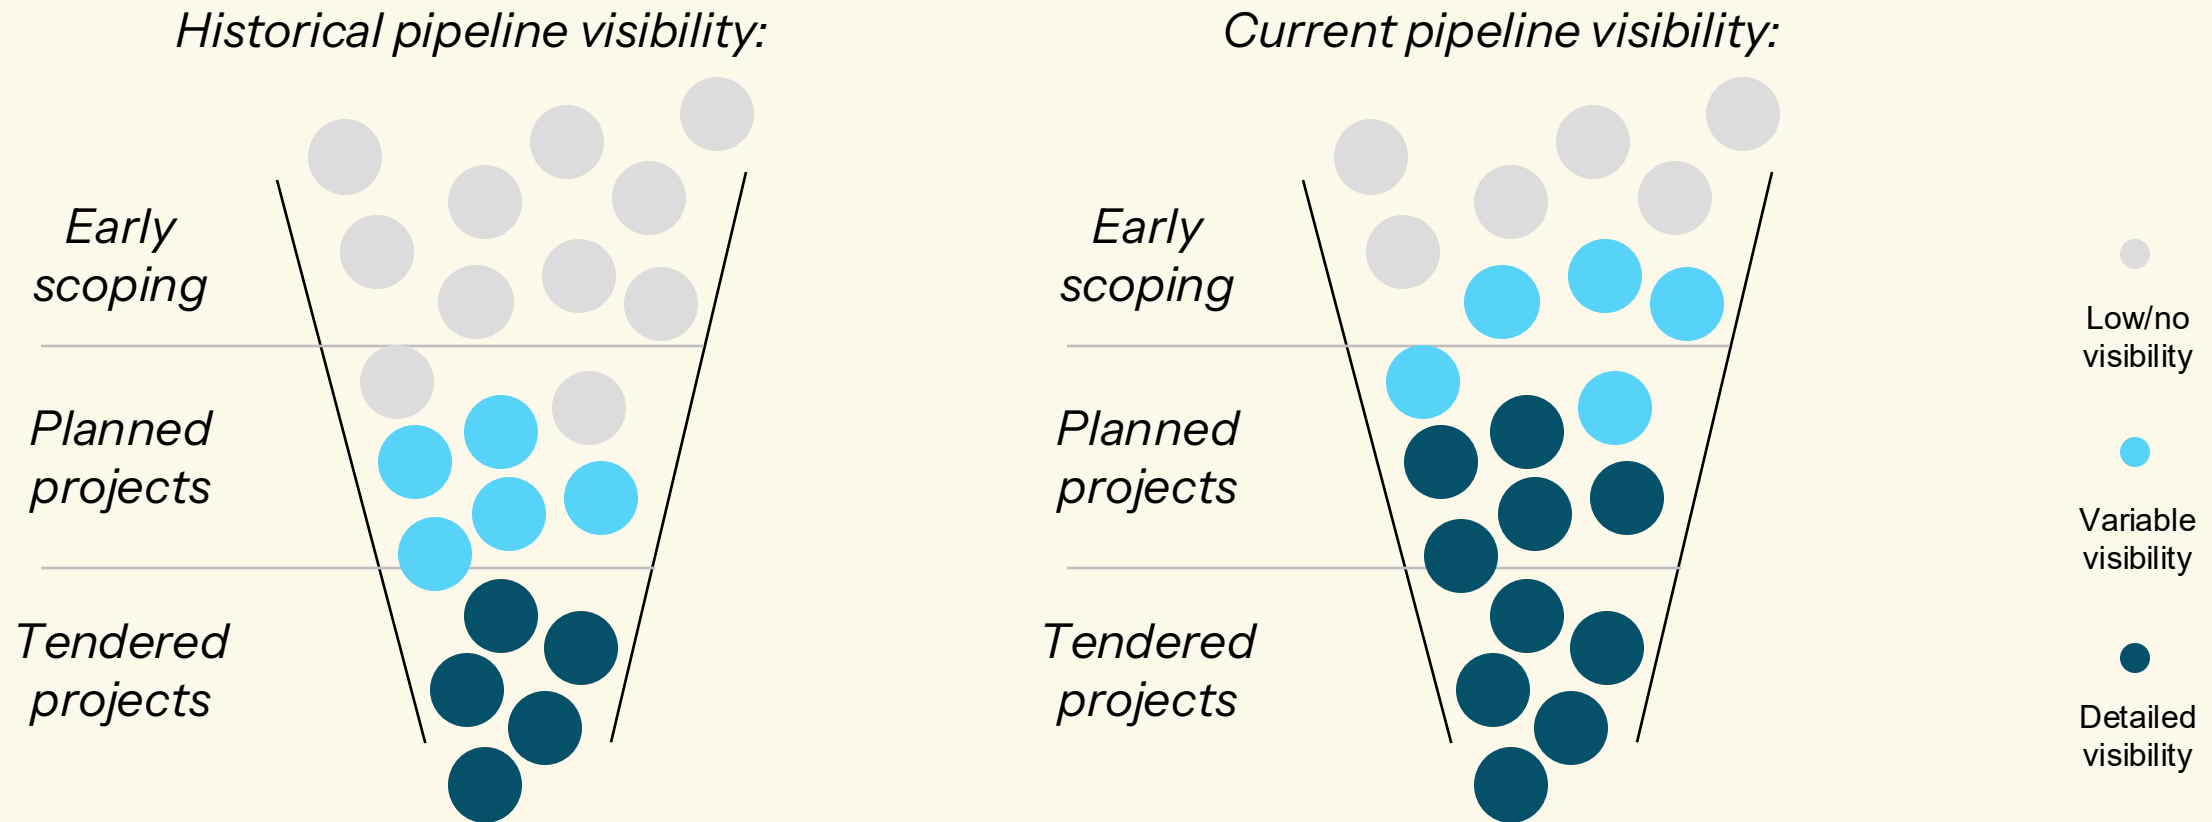 Historical pipeline visibility:
Early
scoping
Planned
projects
Tendered
projects
Current pipeline visibility:
Early
scoping
Planned
projects
Tendered
projects
Low/no
visibility
Variable
visibility
Detailed
visibility